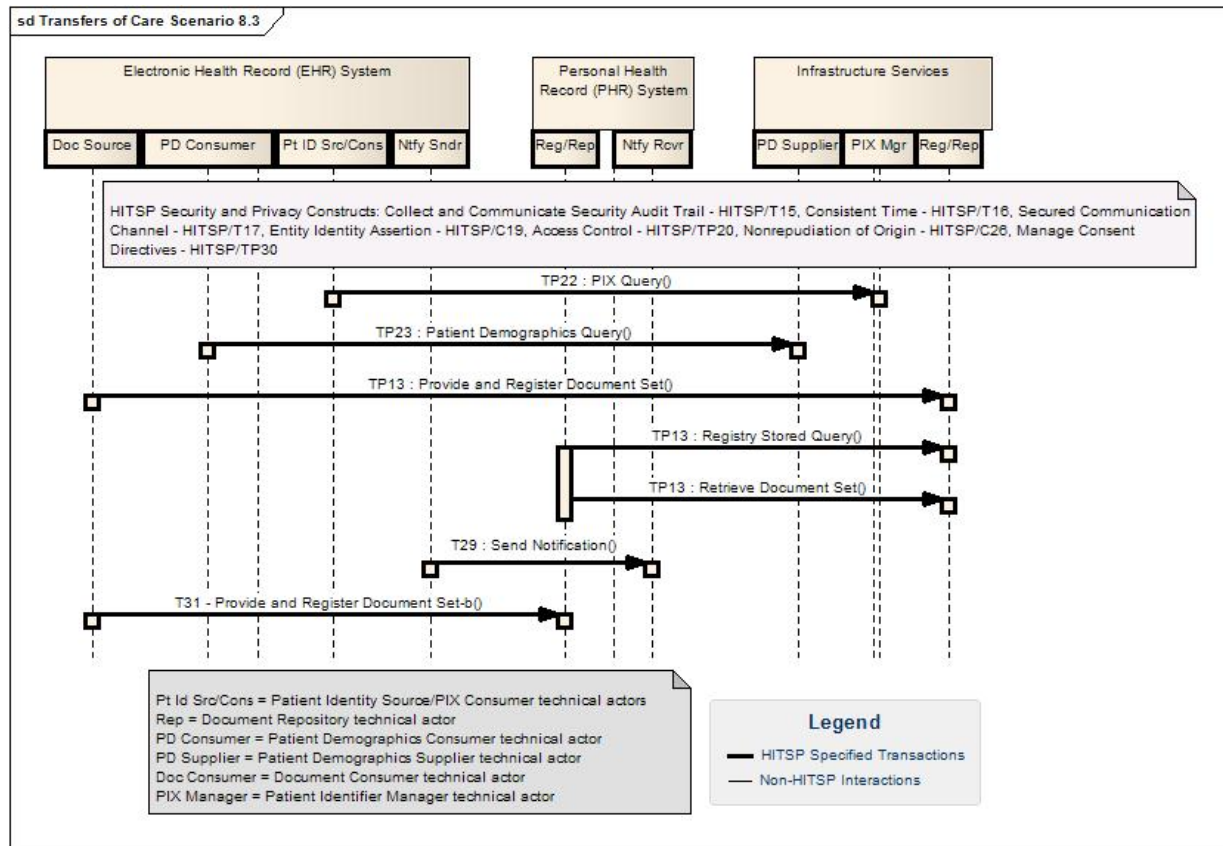 sd Transfers of Care Scenario 8.3
Electronic Health Record (EHR) System
Personal Health
Record (PHR) System
Infrastructure Services
Doc Source
PD Consumer
Pt ID Src/Cons
Ntfy Sndr
Reg/Rep
Ntfy Rcvr
PD Supplier
PIX Mgr
Reg/Rep
HITSP Security and Privacy Constructs: Collect and Communicate Security Audit Trail - HITSP/T15, Consistent Time - HITSP/T16, Secured Communication
Channel - HITSP/T17, Entity Identity Assertion - HITSP/C19, Access Control - HITSP/TP20, Nonrepudiation of Origin - HITSP/C26, Manage Consent
Directives - HITSP/TP30
TP22 : PIX Query()
TP23 : Patient Demographics Query()
TP13 : Provide and Register Document Set()
TP13 : Registry Stored Query()
TP13 : Retrieve Document Set()
T29 : Send Notification()
T31 - Provide and Register Document Set-b()
Pt Id Src/Cons = Patient Identity Source/PIX Consumer technical actors
Rep = Document Repository technical actor
PD Consumer = Patient Demographics Consumer technical actor
PD Supplier = Patient Demographics Supplier technical actor
Doc Consumer = Document Consumer technical actor
PIX Manager = Patient Identifier Manager technical actor
Legend
HITSP Specified Transactions
Non-HITSP Interactions